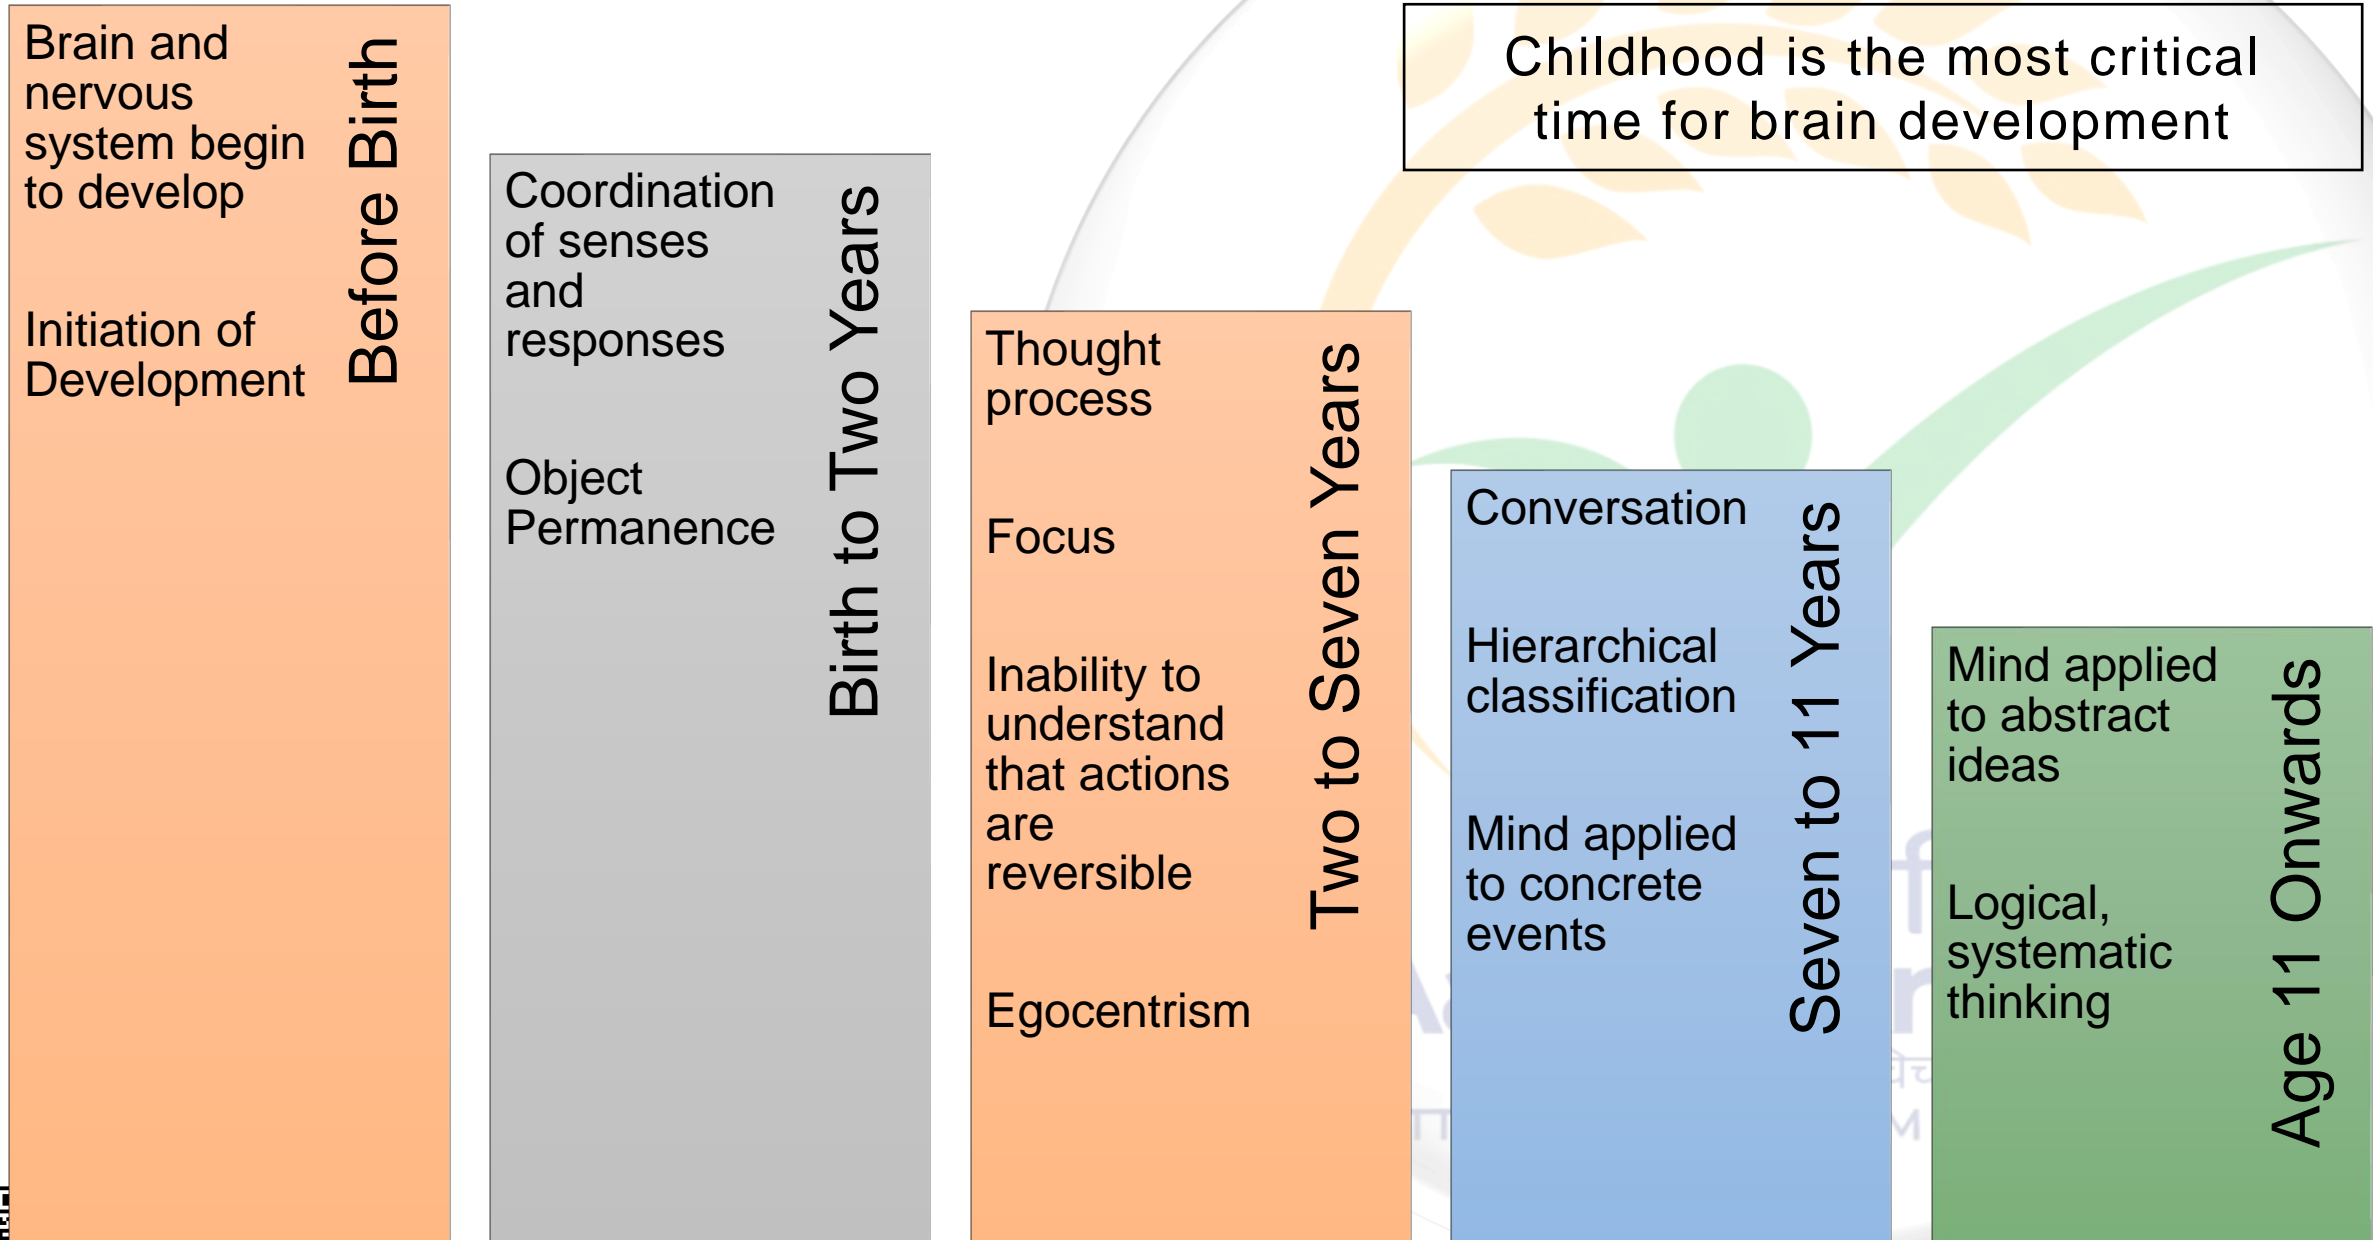 Childhood is the most critical
time for brain development
Before Birth
Brain and
nervous
system begin
to develop
Initiation of
Development
Birth to Two Years
Coordination
of senses
and
responses
Object
Permanence
Two to Seven Years
Thought
process
Focus
Inability to
understand
that actions
are
reversible
Egocentrism
Seven to 11 Years
Conversation
Hierarchical
classification
Mind applied
to concrete
events
Age 11 Onwards
Mind applied
to abstract
ideas
Logical,
systematic
thinking